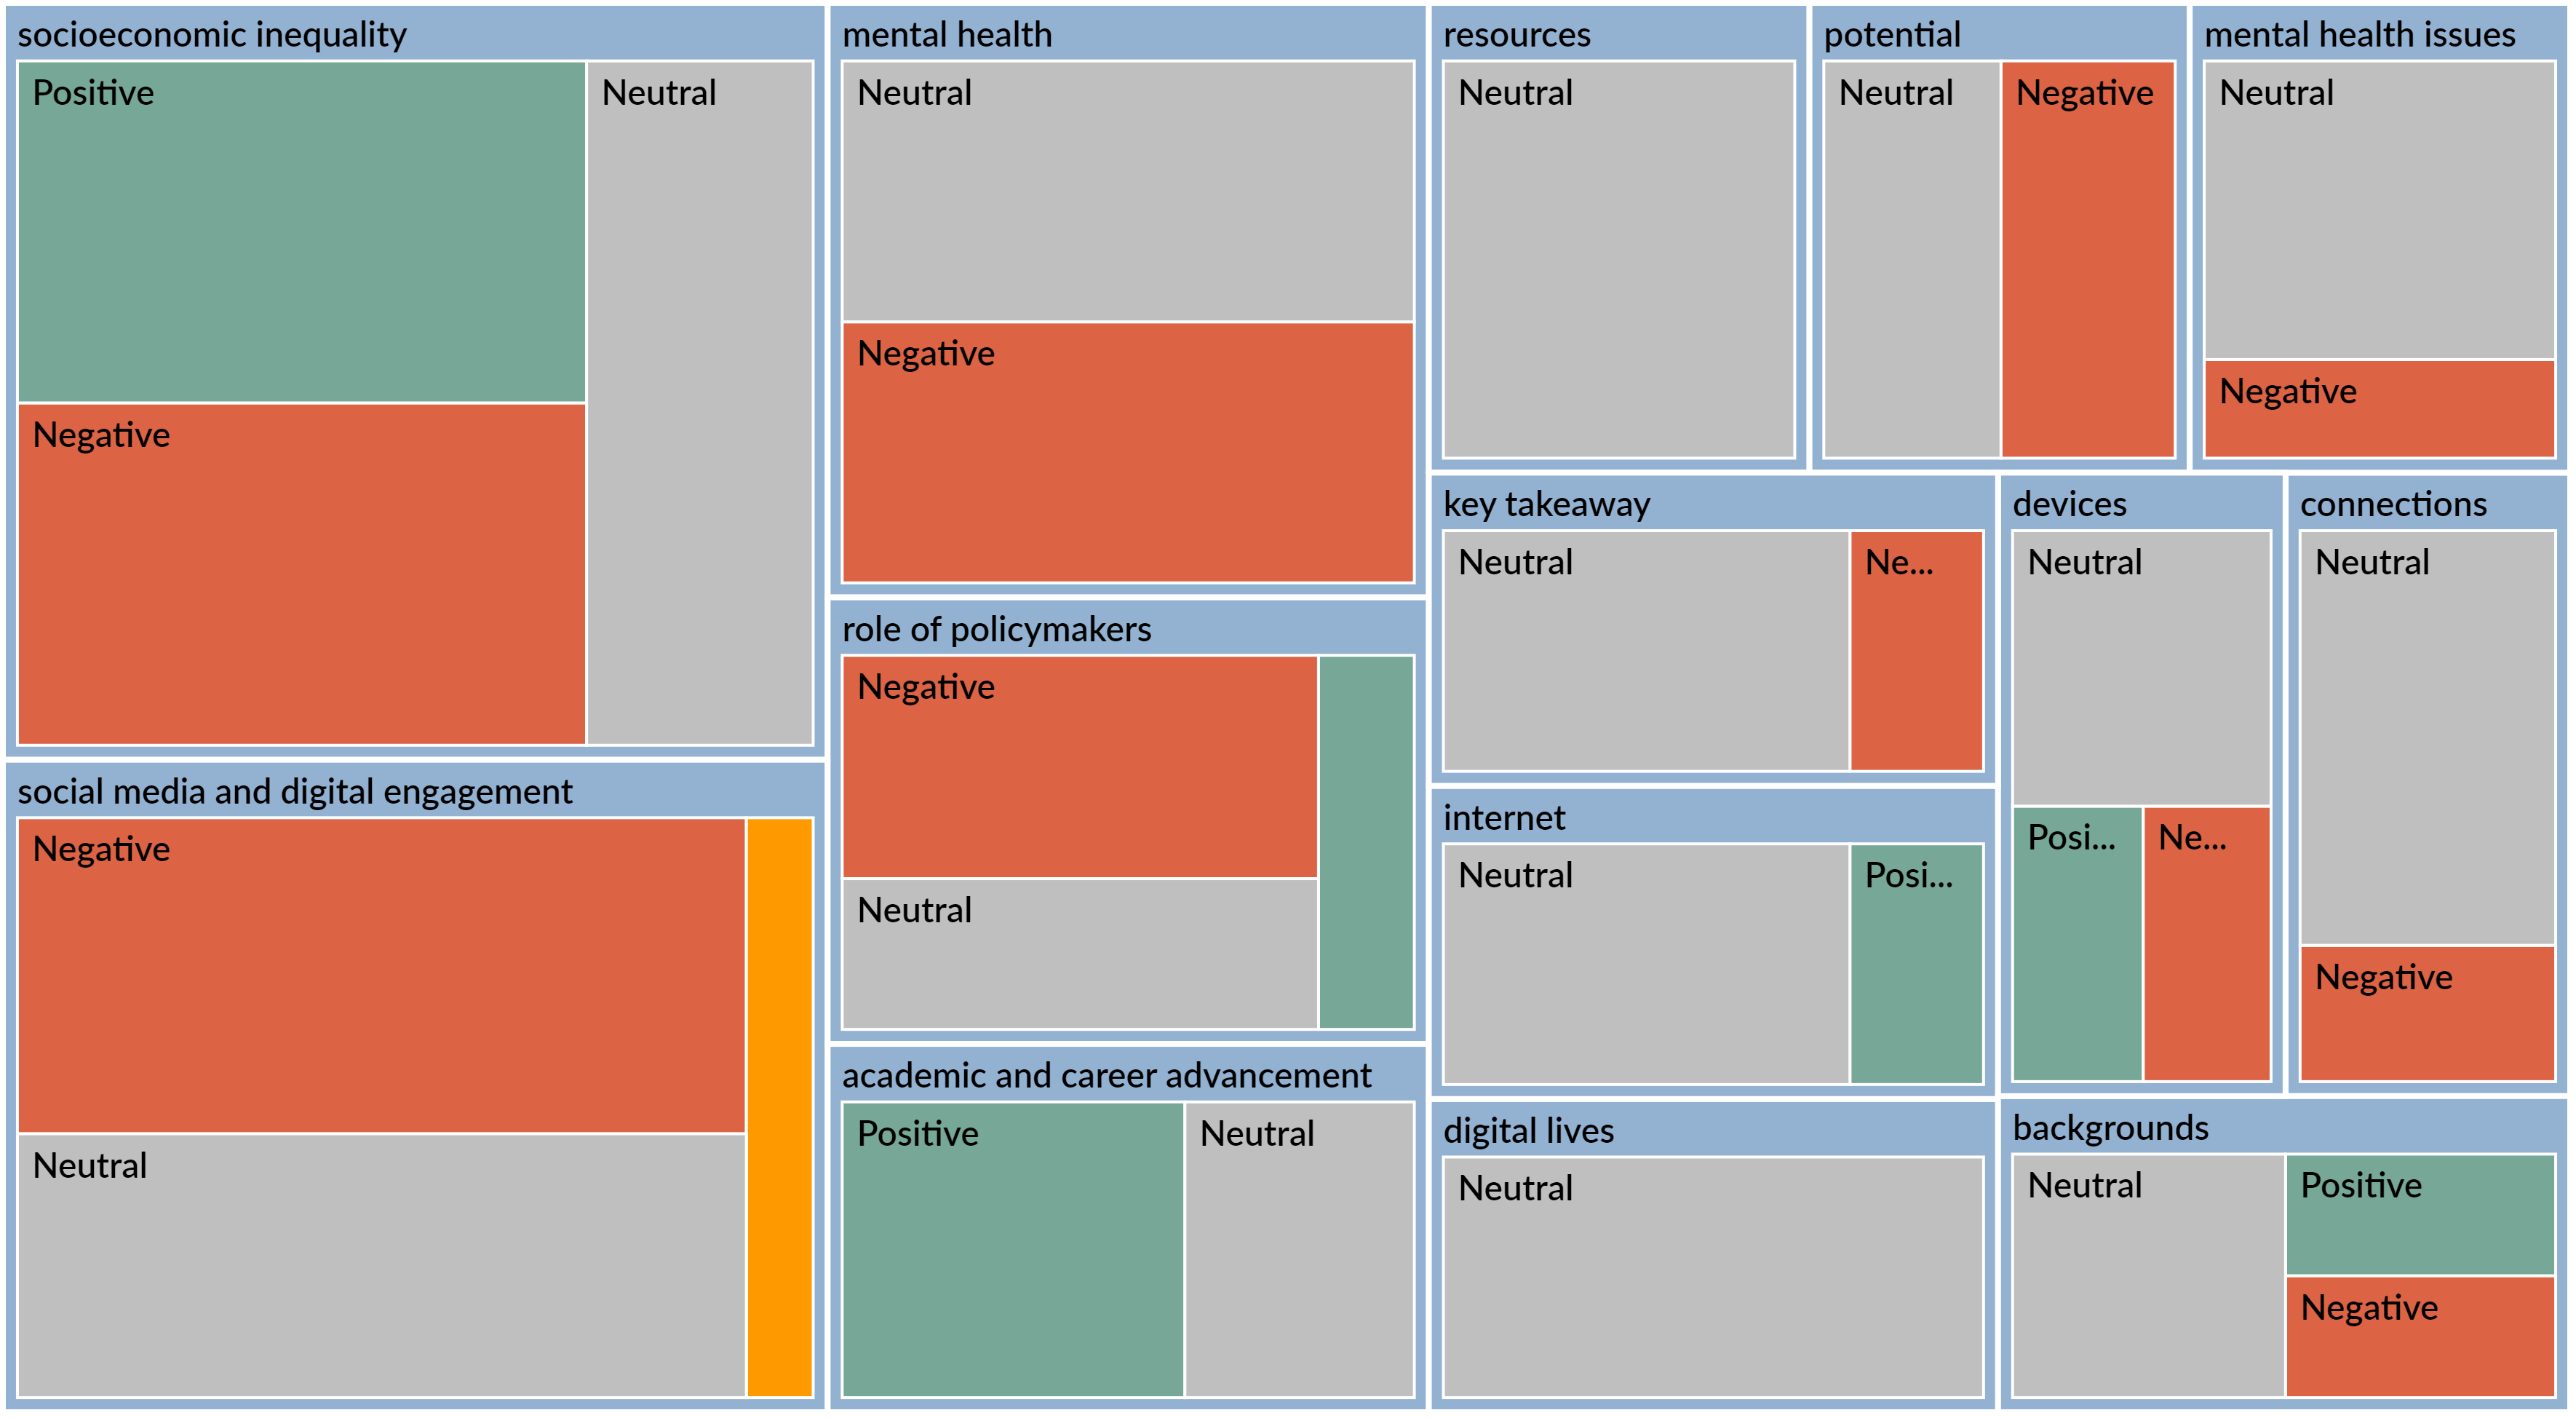 socioeconomic inequality
Positive
Neutral
Negative
social media and digital engagement
Negative
Neutral
mental health
Neutral
Negative
role of policymakers
Negative
Neutral
academic and career advancement
Positive
Neutral
resources
Neutral
potential
Neutral
Negative
mental health issues
Neutral
Negative
key takeaway
Neutral
Ne...
internet
Neutral
Posi...
digital lives
Neutral
devices
Neutral
Posi...
Ne...
connections
Neutral
Negative
backgrounds
Neutral
Positive
Negative